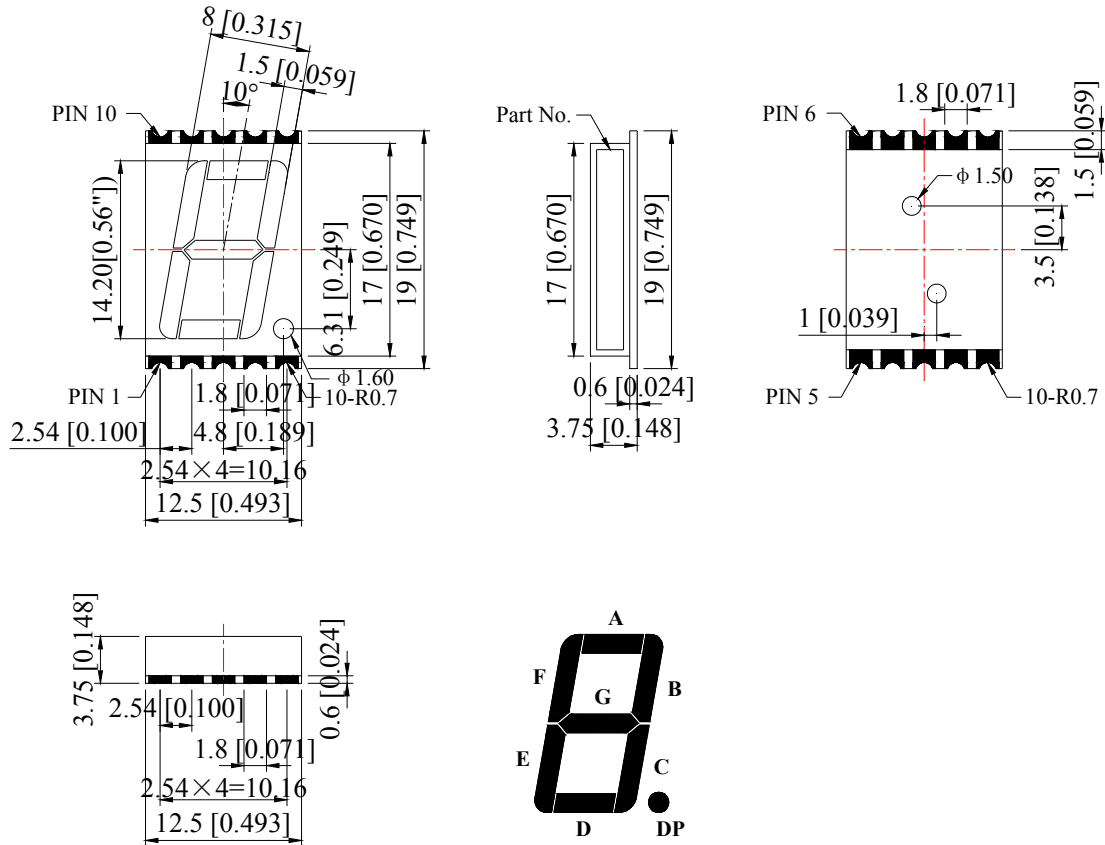 8 [0.315]
1.5 [0.059]
10°
PIN 10
14.20[0.56"])
6.31 [0.249]
17 [0.670]
19 [0.749]
PIN 1
ϕ 1.60
10-R0.7
1.8 [0.071]
2.54 [0.100]
4.8 [0.189]
2.54×4=10.16
12.5 [0.493]
Part No.
17 [0.670]
19 [0.749]
0.6 [0.024]
3.75 [0.148]
PIN 6
1.8 [0.071]
1.5 [0.059]
ϕ 1.50
3.5 [0.138]
1 [0.039]
PIN 5
10-R0.7
3.75 [0.148]
0.6 [0.024]
2.54 [0.100]
1.8 [0.071]
2.54×4=10.16
12.5 [0.493]
A
F
B
G
E
C
D
DP